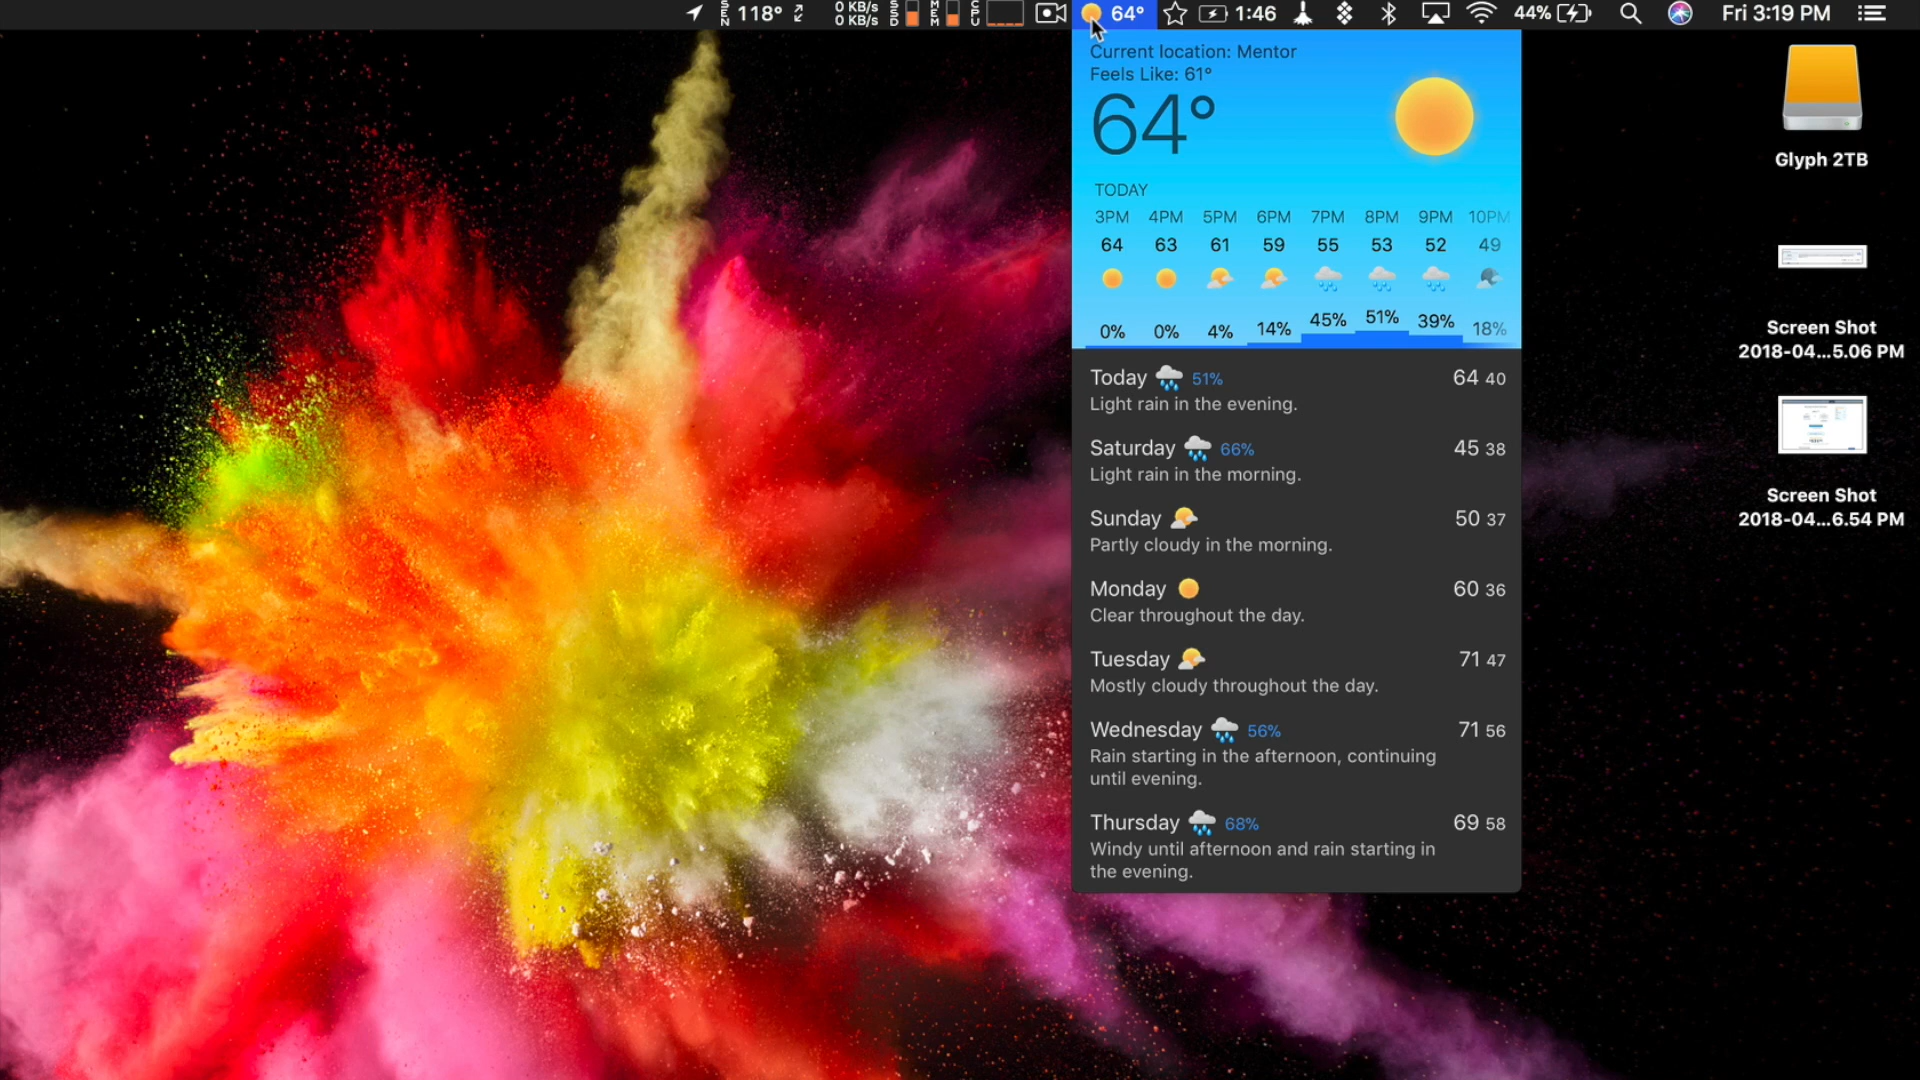 SEN 118° 0 KB/s SSD MEM CPU 64° 1:46 44% Fri 3:19 PM
0 KB/s
Current location: Mentor
Feels Like: 61°
64°
TODAY
3PM 4PM 5PM 6PM 7PM 8PM 9PM 10PM
64 63 61 59 55 53 52 49
0% 0% 4% 14% 45% 51% 39% 18%
Today 51% 64 40
Light rain in the evening.
Saturday 66% 45 38
Light rain in the morning.
Sunday 50 37
Partly cloudy in the morning.
Monday 60 36
Clear throughout the day.
Tuesday 71 47
Mostly cloudy throughout the day.
Wednesday 56% 71 56
Rain starting in the afternoon, continuing
until evening.
Thursday 68% 69 58
Windy until afternoon and rain starting in
the evening.
Glyph 2TB
Screen Shot
2018-04...5.06 PM
Screen Shot
2018-04...6.54 PM